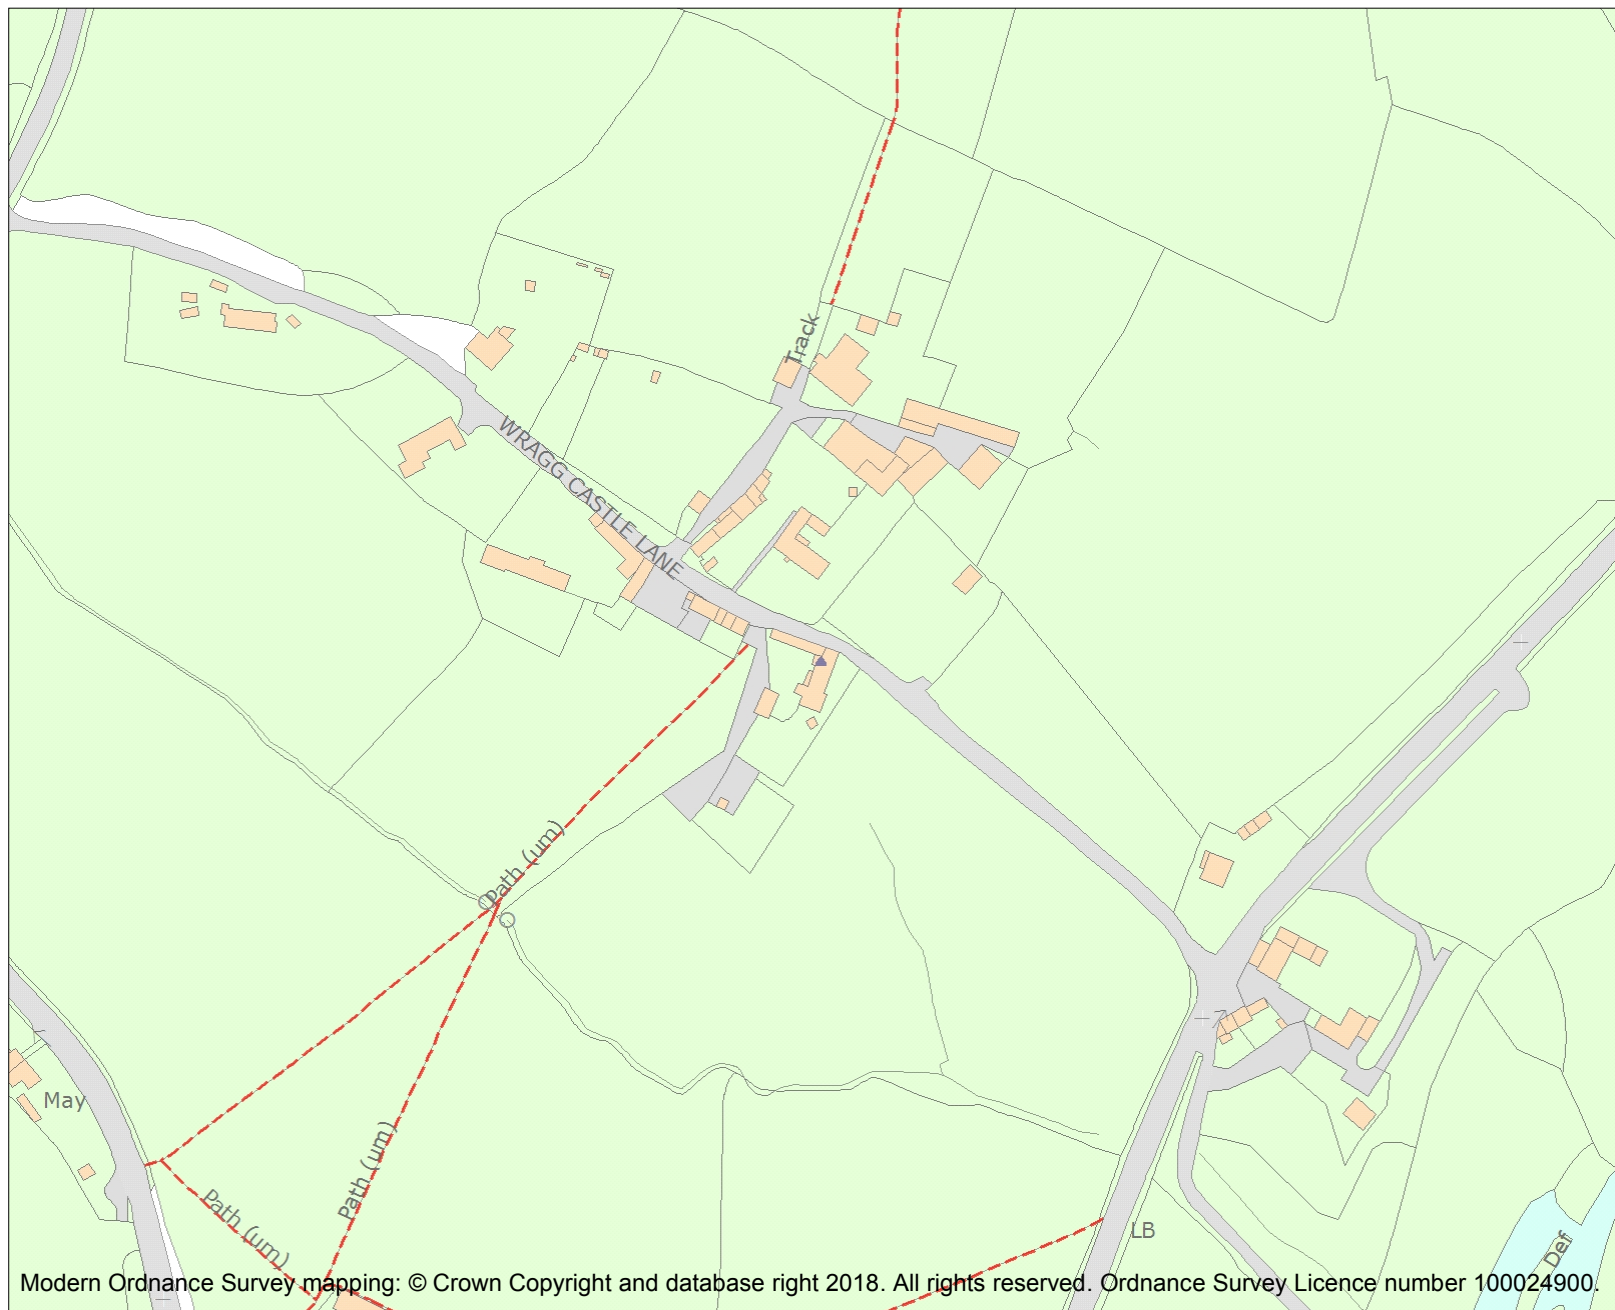 Track
WRAGG CASTLE LANE
Path (um)
May
Path (um)
Path (um)
LB
Def
Modern Ordnance Survey mapping: © Crown Copyright and database right 2018. All rights reserved. Ordnance Survey Licence number 100024900.